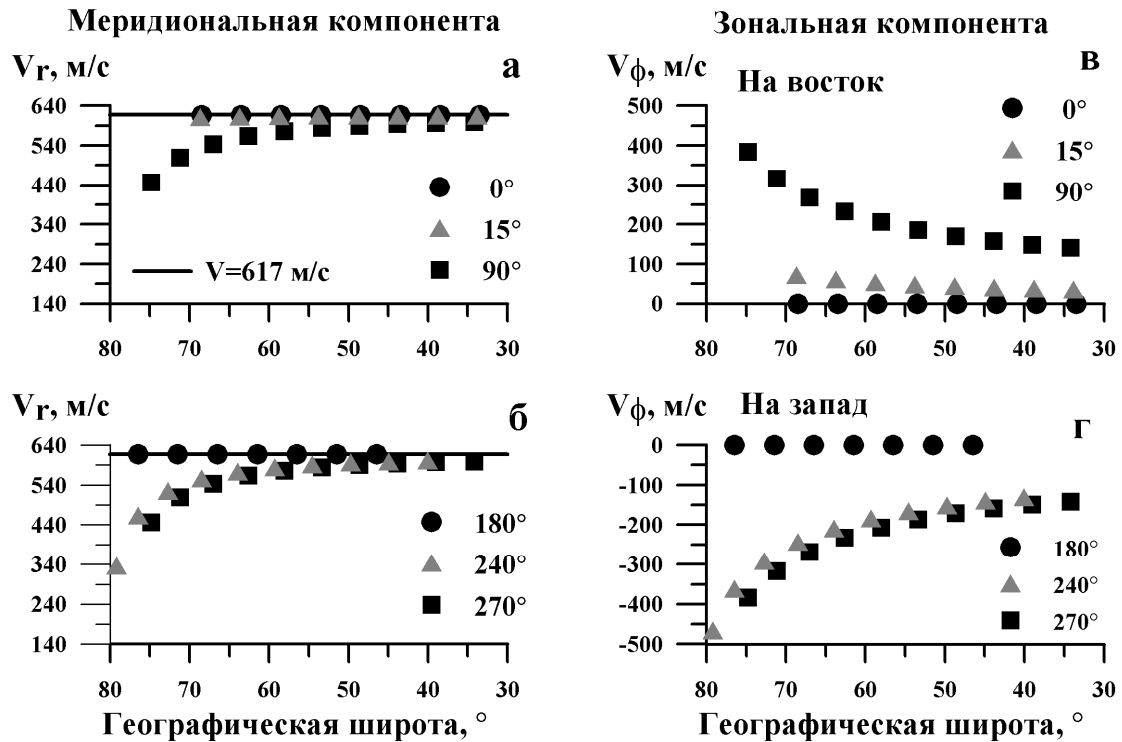 Меридиональная компонента
Зональная компонента
Vr, м/с
а
640
540
440
340
240
140
0°
15°
90°
V=617 м/с
80 70 60 50 40 30
Vϕ, м/с
На восток
в
500
400
300
200
100
0
0°
15°
90°
80 70 60 50 40 30
Vr, м/с
б
640
540
440
340
240
140
180°
240°
270°
80 70 60 50 40 30
Географическая широта, °
Vϕ, м/с
На запад
г
0
-100
-200
-300
-400
-500
180°
240°
270°
80 70 60 50 40 30
Географическая широта, °